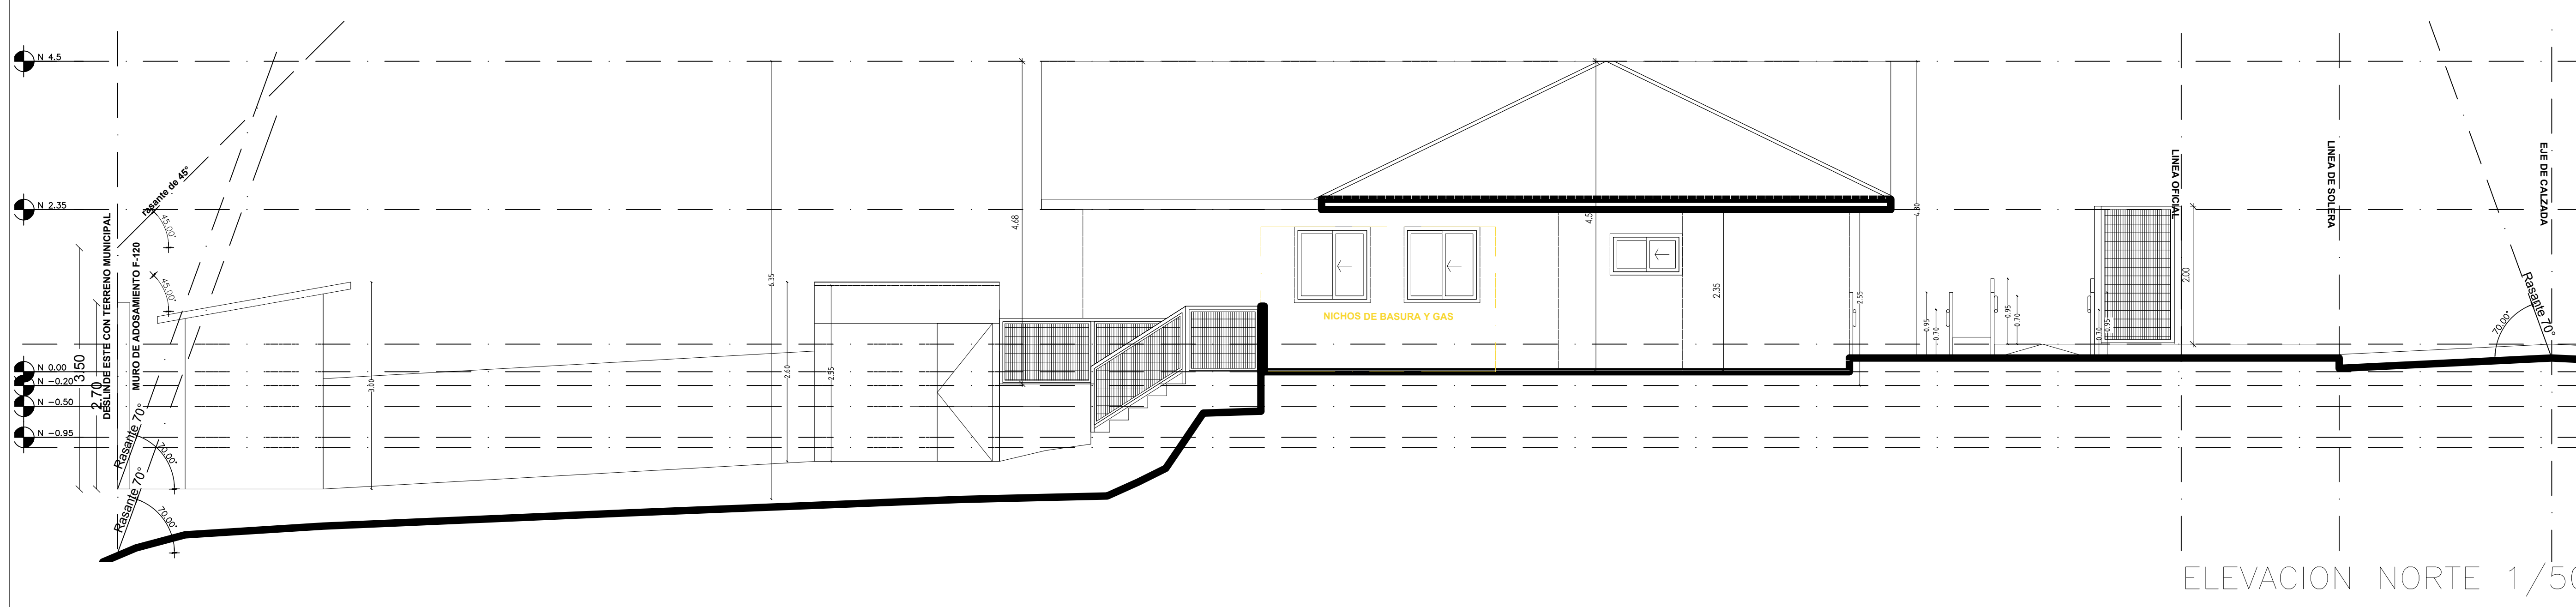 N 4.5
N 2.35
N 0.00
N -0.20
N -0.50
N -0.95
3.50
2.70
DESLINDE ESTE CON TERRENO MUNICIPAL
MURO DE ADOSAMIENTO F-120
rasante de 45°
45.00°
45.00°
Rasante 70°
70.00°
Rasante 70°
70.00°
3.00
6.35
2.60
2.55
4.68
NICHOS DE BASURA Y GAS
4.5
2.35
2.55
4.80
0.95
0.70
0.95
0.70
0.70
0.95
2.00
LINEA OFICIAL
LINEA DE SOLERA
EJE DE CALZADA
Rasante 70°
70.00°
ELEVACION NORTE 1/50